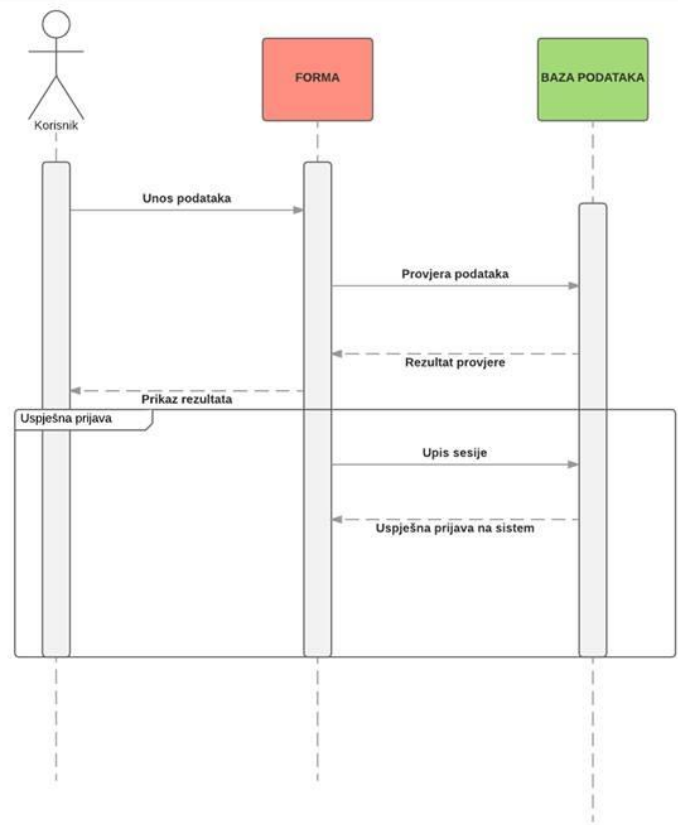 Korisnik
FORMA
BAZA PODATAKA
Unos podataka
Provjera podataka
Rezultat provjere
Prikaz rezultata
Uspješna prijava
Upis sesije
Uspješna prijava na sistem